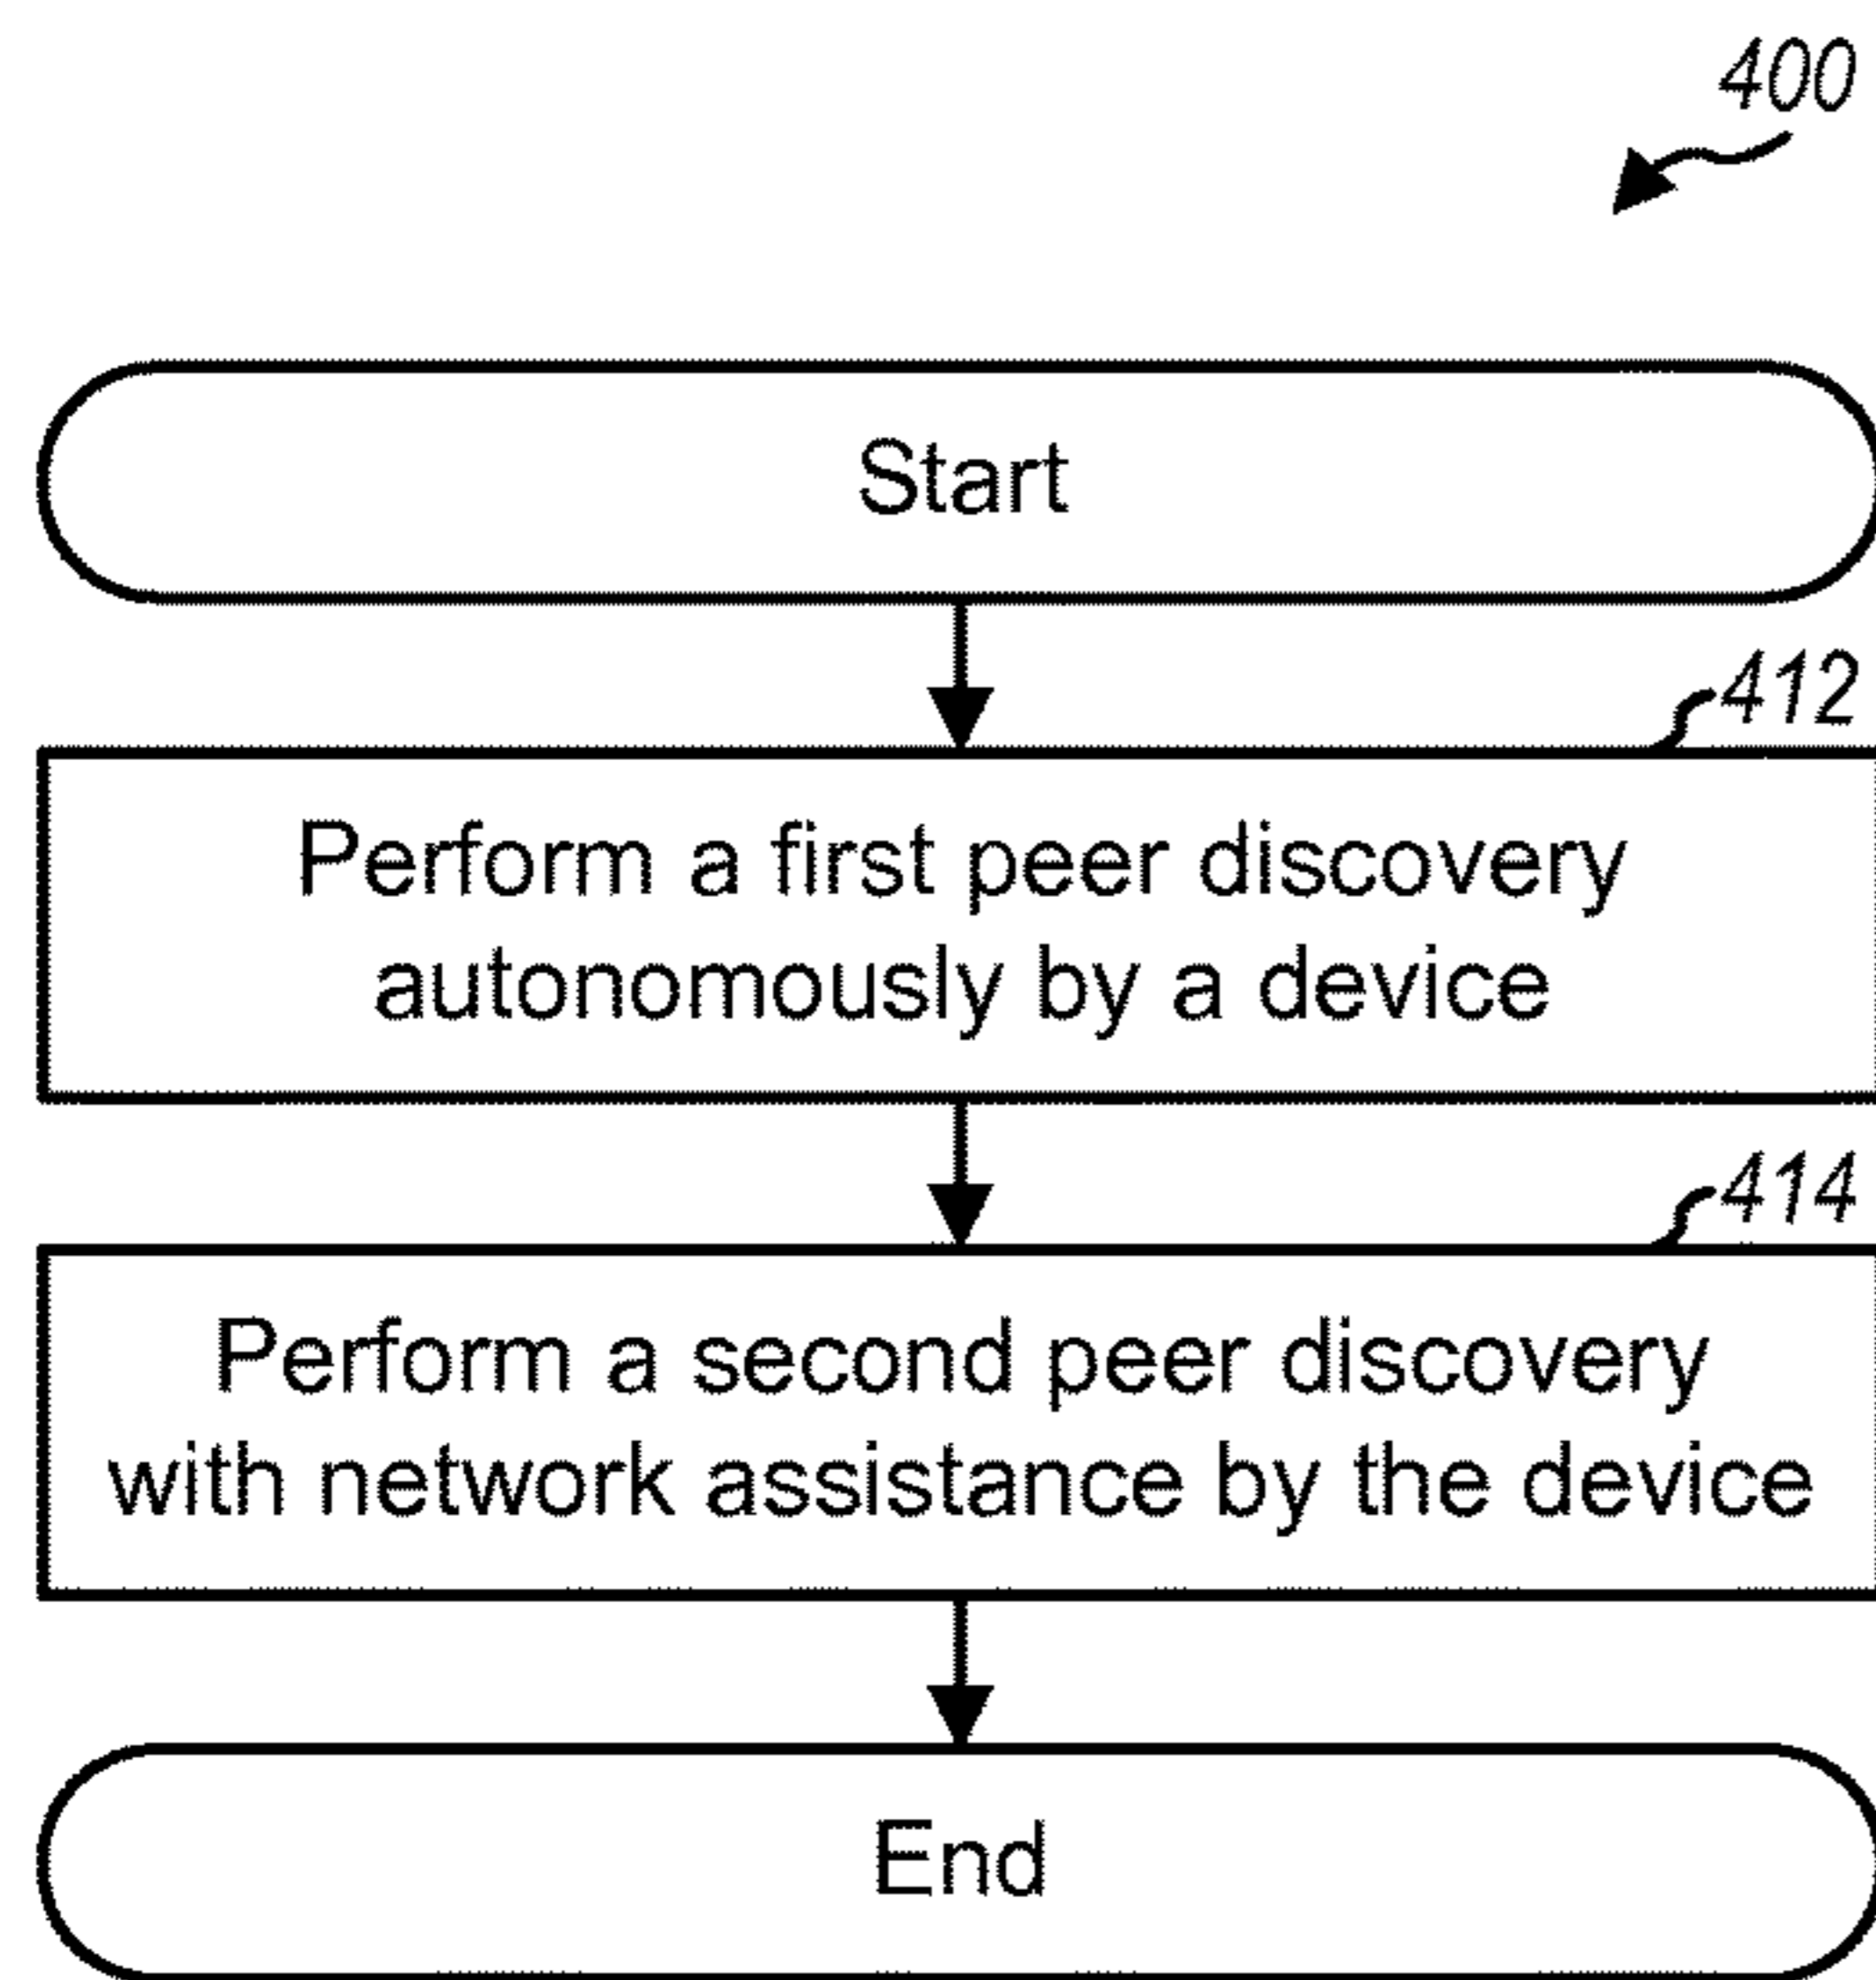 400
Start
412
Perform a first peer discovery
autonomously by a device
414
Perform a second peer discovery
with network assistance by the device
End